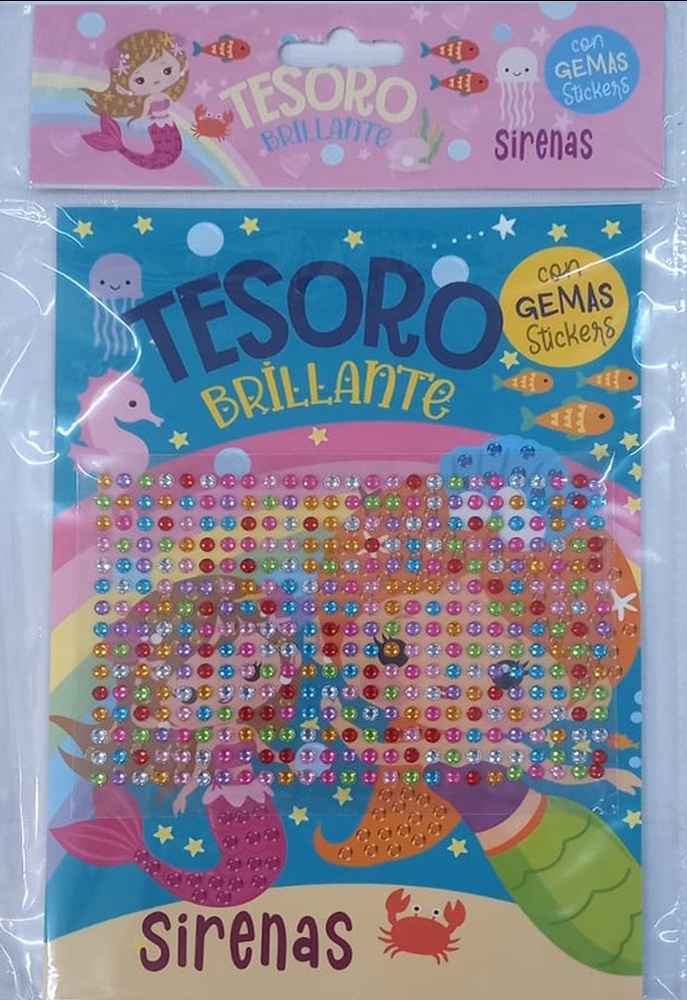 TESORO
BRILLANTE
con
GEMAS
Stickers
sirenas
TESORO
BRILLANTE
con
GEMAS
Stickers
sirenas